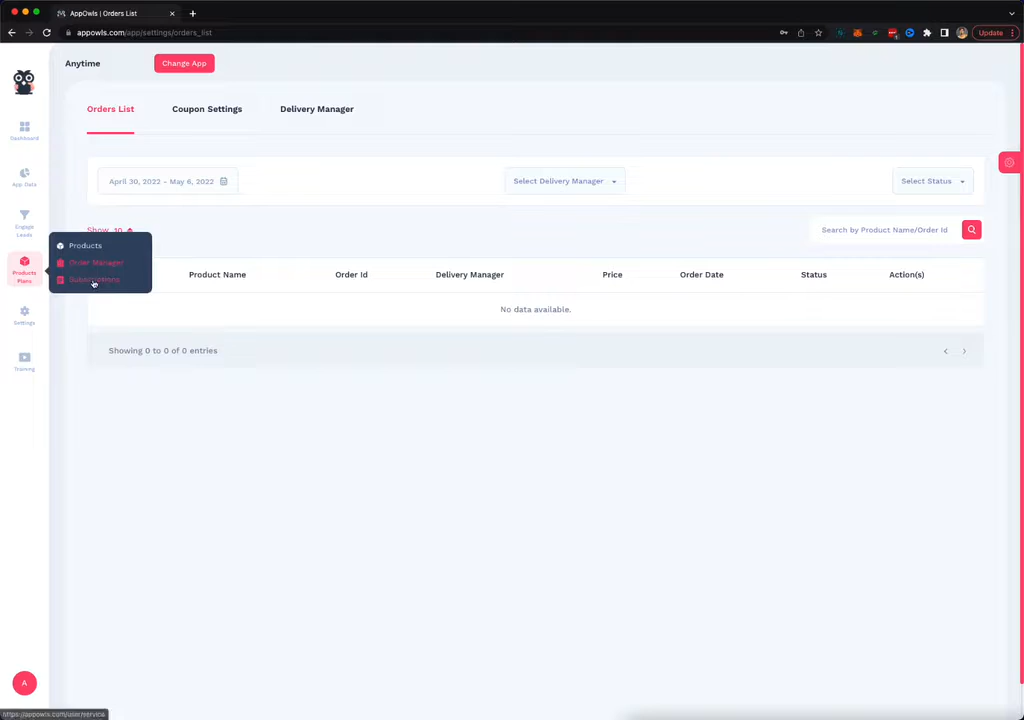 AppOwls | Orders List
appowls.com/app/settings/orders_list
Update
Anytime
Change App
Orders List
Coupon Settings
Delivery Manager
Dashboard
App Data
Engage
Leads
Products
Plans
Settings
Training
April 30, 2022 - May 6, 2022
Select Delivery Manager
Select Status
Show 10
Search by Product Name/Order Id
Products
Order Manager
Subscriptions
Product Name
Order Id
Delivery Manager
Price
Order Date
Status
Action(s)
No data available.
Showing 0 to 0 of 0 entries
A
https://appowls.com/user/service